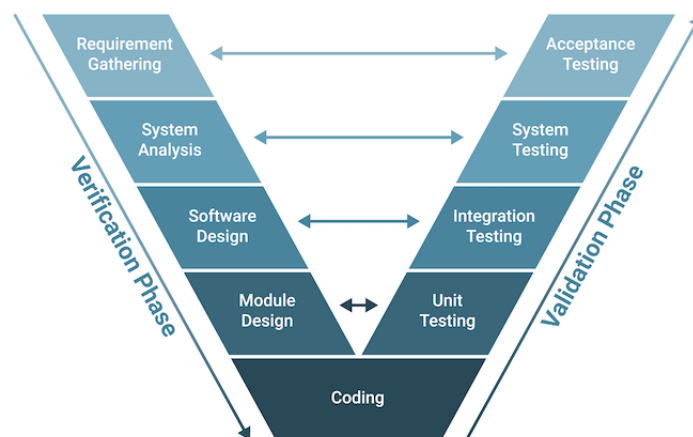 Requirement
Gathering
Acceptance
Testing
System
Analysis
System
Testing
Software
Design
Integration
Testing
Module
Design
Unit
Testing
Coding
Verification Phase
Validation Phase